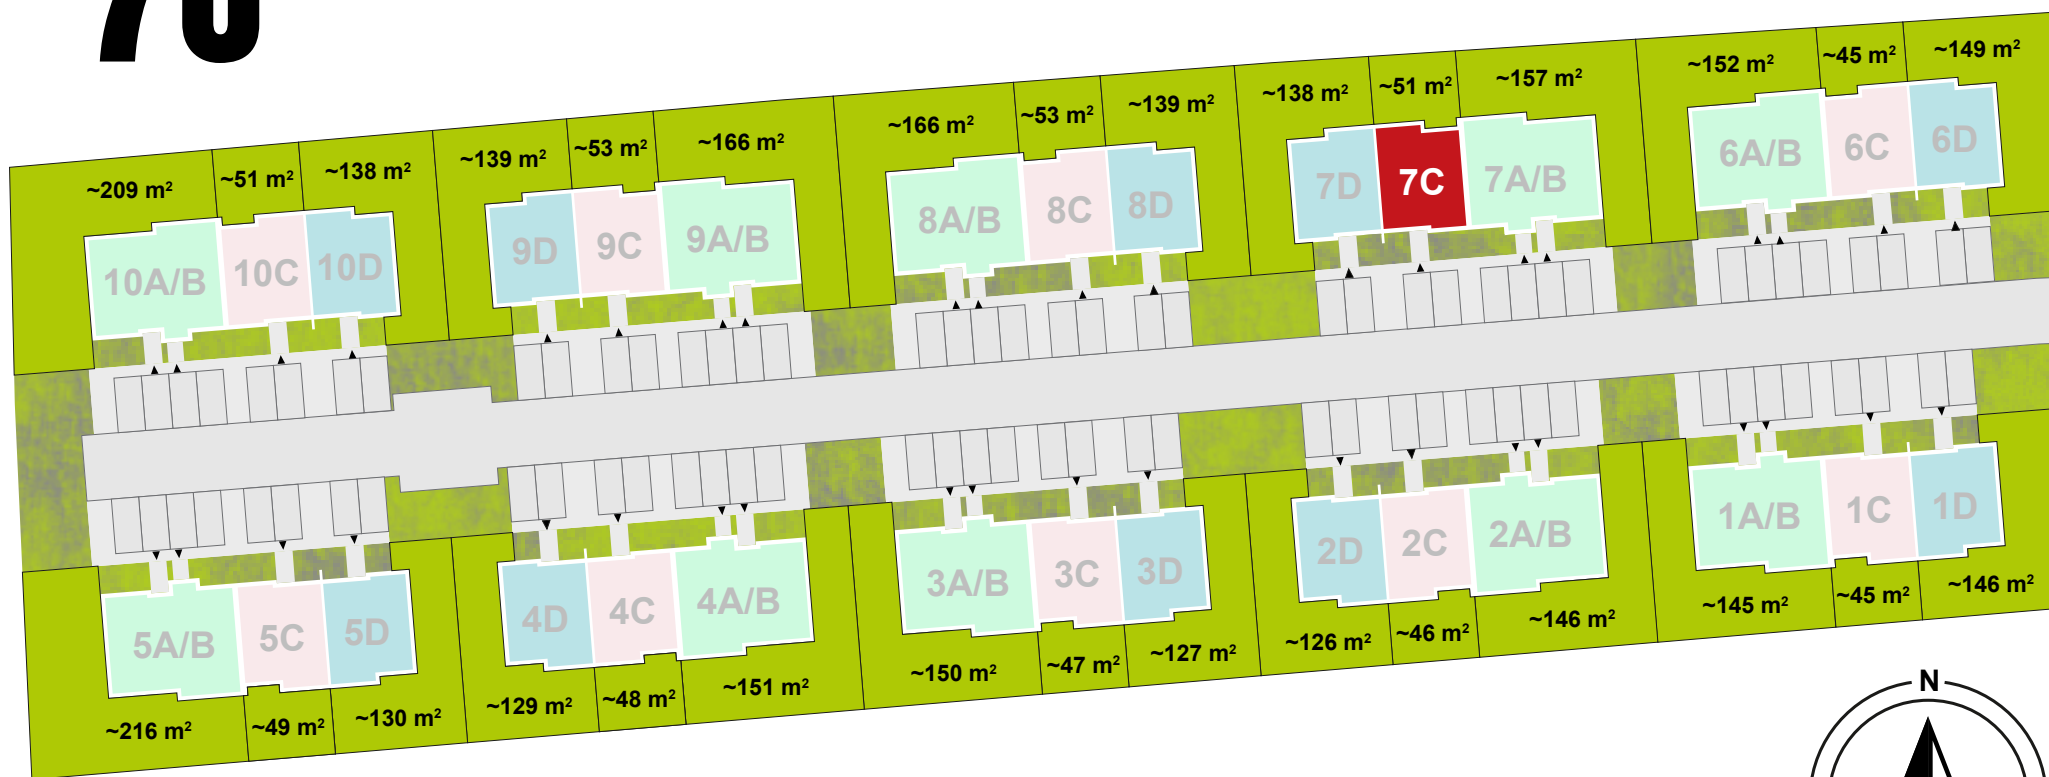 ~209 m²
~51 m²
~138 m²
~139 m²
~53 m²
~166 m²
~166 m²
~53 m²
~139 m²
~138 m²
~51 m²
~157 m²
~152 m²
~45 m²
~149 m²
10A/B
10C
10D
9D
9C
9A/B
8A/B
8C
8D
7D
7C
7A/B
6A/B
6C
6D
5A/B
5C
5D
4D
4C
4A/B
3A/B
3C
3D
2D
2C
2A/B
1A/B
1C
1D
~216 m²
~49 m²
~130 m²
~129 m²
~48 m²
~151 m²
~150 m²
~47 m²
~127 m²
~126 m²
~46 m²
~146 m²
~145 m²
~45 m²
~146 m²
N